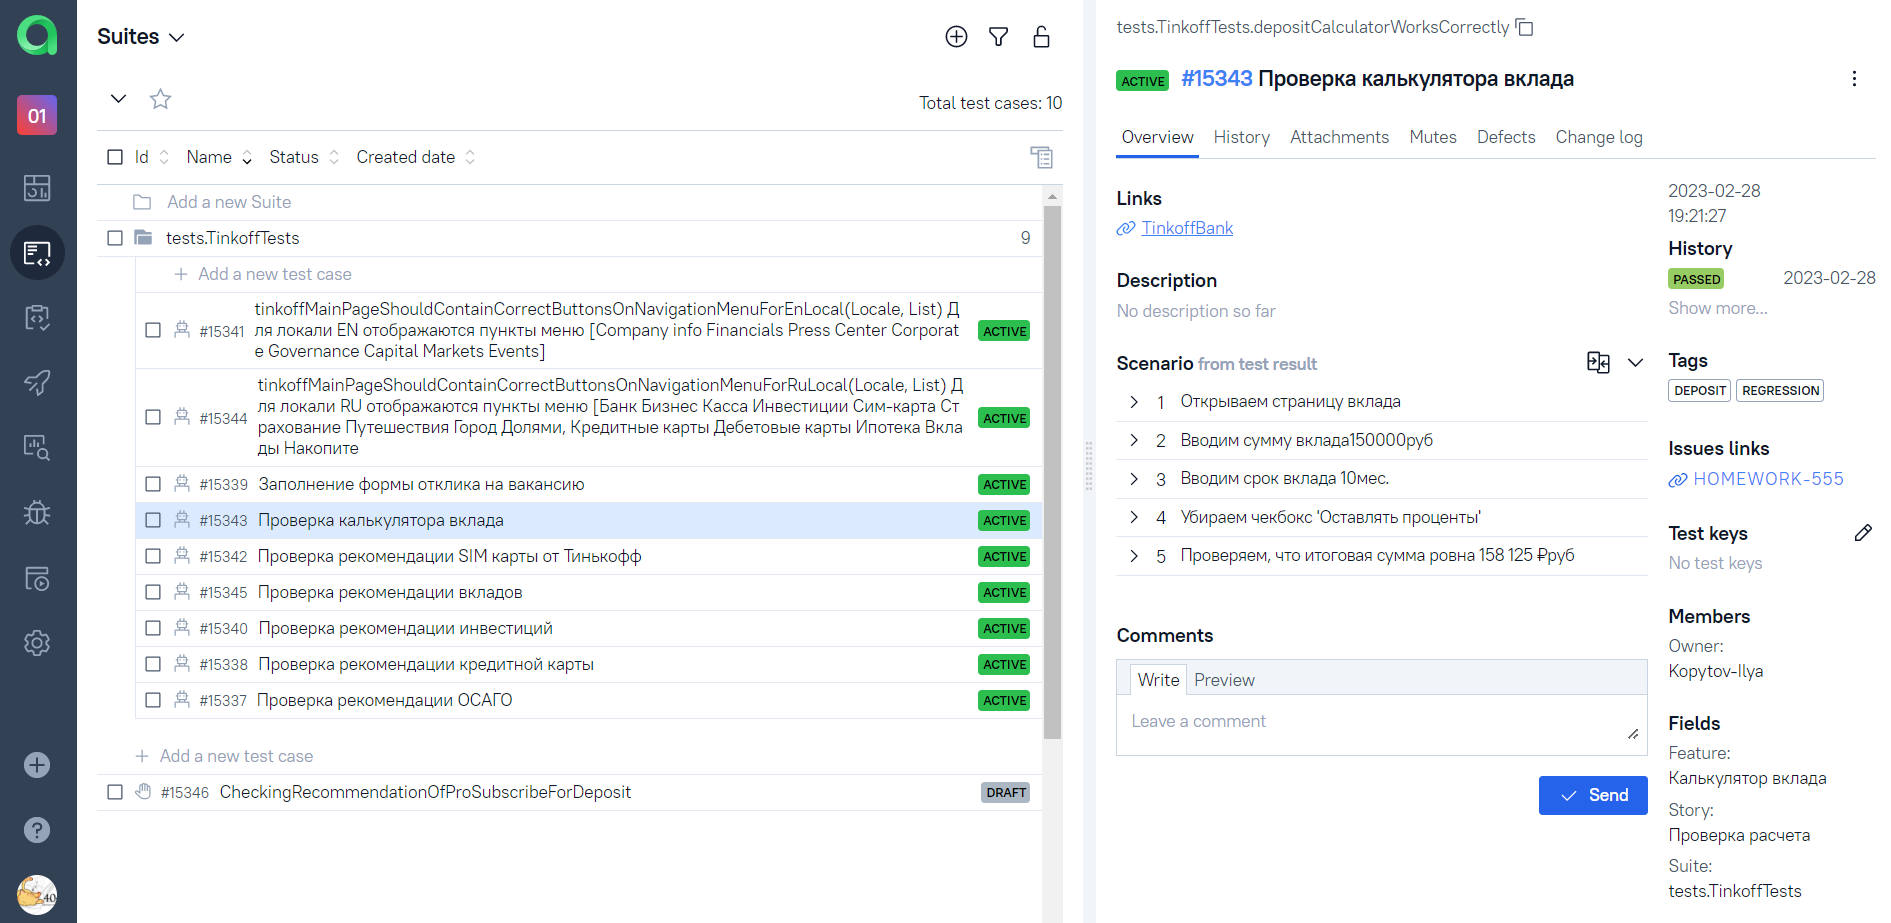 01
Suites
Total test cases: 10
Id Name Status Created date
Add a new Suite
tests.TinkoffTests 9
Add a new test case
#15341 tinkoffMainPageShouldContainCorrectButtonsOnNavigationMenuForEnLocal(Locale, List) Д
ля локали EN отображаются пункты меню [Company info Financials Press Center Corporat
e Governance Capital Markets Events]
ACTIVE
#15344 tinkoffMainPageShouldContainCorrectButtonsOnNavigationMenuForRuLocal(Locale, List) Д
ля локали RU отображаются пункты меню [Банк Бизнес Касса Инвестиции Сим-карта Ст
рахование Путешествия Город Долями, Кредитные карты Дебетовые карты Ипотека Вкла
ды Накопите
ACTIVE
#15339 Заполнение формы отклика на вакансию ACTIVE
#15343 Проверка калькулятора вклада ACTIVE
#15342 Проверка рекомендации SIM карты от Тинькофф ACTIVE
#15345 Проверка рекомендации вкладов ACTIVE
#15340 Проверка рекомендации инвестиций ACTIVE
#15338 Проверка рекомендации кредитной карты ACTIVE
#15337 Проверка рекомендации ОСАГО ACTIVE
Add a new test case
#15346 CheckingRecommendationOfProSubscribeForDeposit DRAFT
40
tests.TinkoffTests.depositCalculatorWorksCorrectly
ACTIVE #15343 Проверка калькулятора вклада
Overview History Attachments Mutes Defects Change log
Links
TinkoffBank
Description
No description so far
Scenario from test result
1 Открываем страницу вклада
2 Вводим сумму вклада150000руб
3 Вводим срок вклада 10мес.
4 Убираем чекбокс 'Оставлять проценты'
5 Проверяем, что итоговая сумма ровна 158 125 ₽руб
Comments
Write Preview
Leave a comment
Send
2023-02-28
19:21:27
History
PASSED 2023-02-28
Show more...
Tags
DEPOSIT REGRESSION
Issues links
HOMEWORK-555
Test keys
No test keys
Members
Owner:
Kopytov-Ilya
Fields
Feature:
Калькулятор вклада
Story:
Проверка расчета
Suite:
tests.TinkoffTests